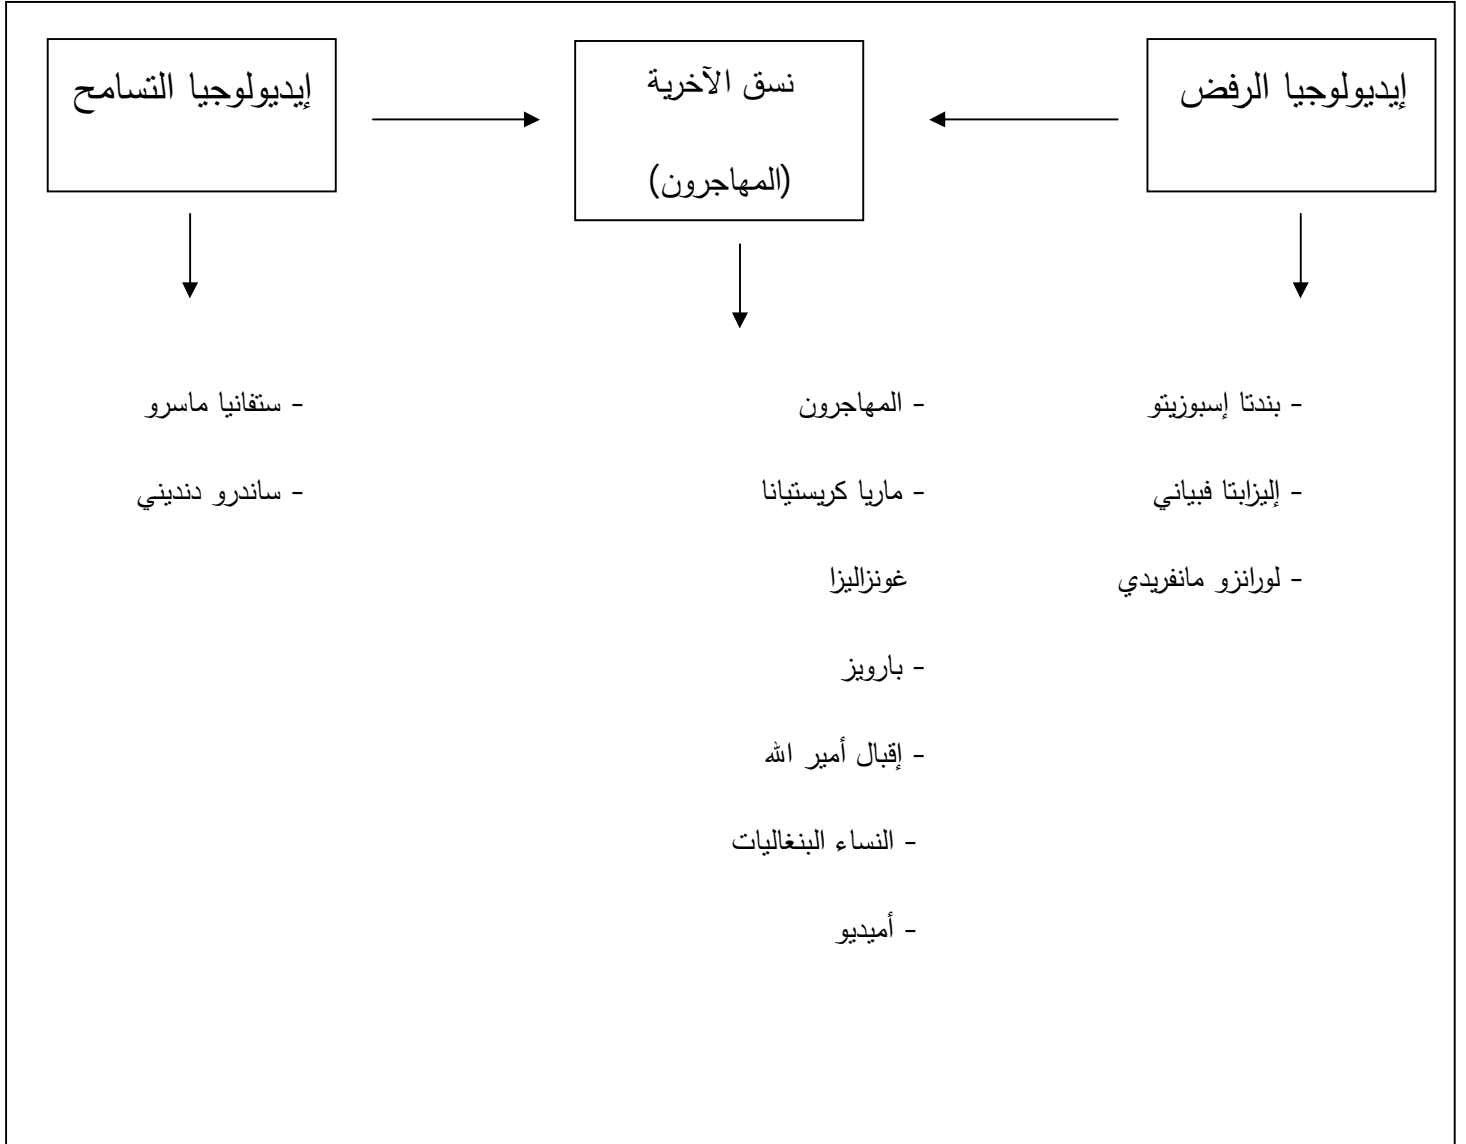 إيديولوجيا الرفض
نسق الآخرية
(المهاجرون)
إيديولوجيا التسامح
- بندتا إسبوزيتو
- إليزابتا فبياني
- لورانزو مانفريدي
- المهاجرون
- ماريا كريستيانا
غونزاليزا
- بارويز
- إقبال أمير الله
- النساء البنغاليات
- أميديو
- ستفانيا ماسرو
- ساندرو دنديني